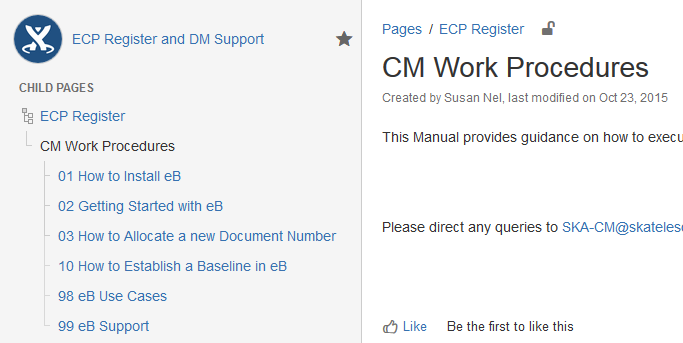 ECP Register and DM Support
CHILD PAGES
ECP Register
CM Work Procedures
01 How to Install eB
02 Getting Started with eB
03 How to Allocate a new Document Number
10 How to Establish a Baseline in eB
98 eB Use Cases
99 eB Support
Pages / ECP Register
CM Work Procedures
Created by Susan Nel, last modified on Oct 23, 2015
This Manual provides guidance on how to execu
Please direct any queries to SKA-CM@skatelesc
Like Be the first to like this